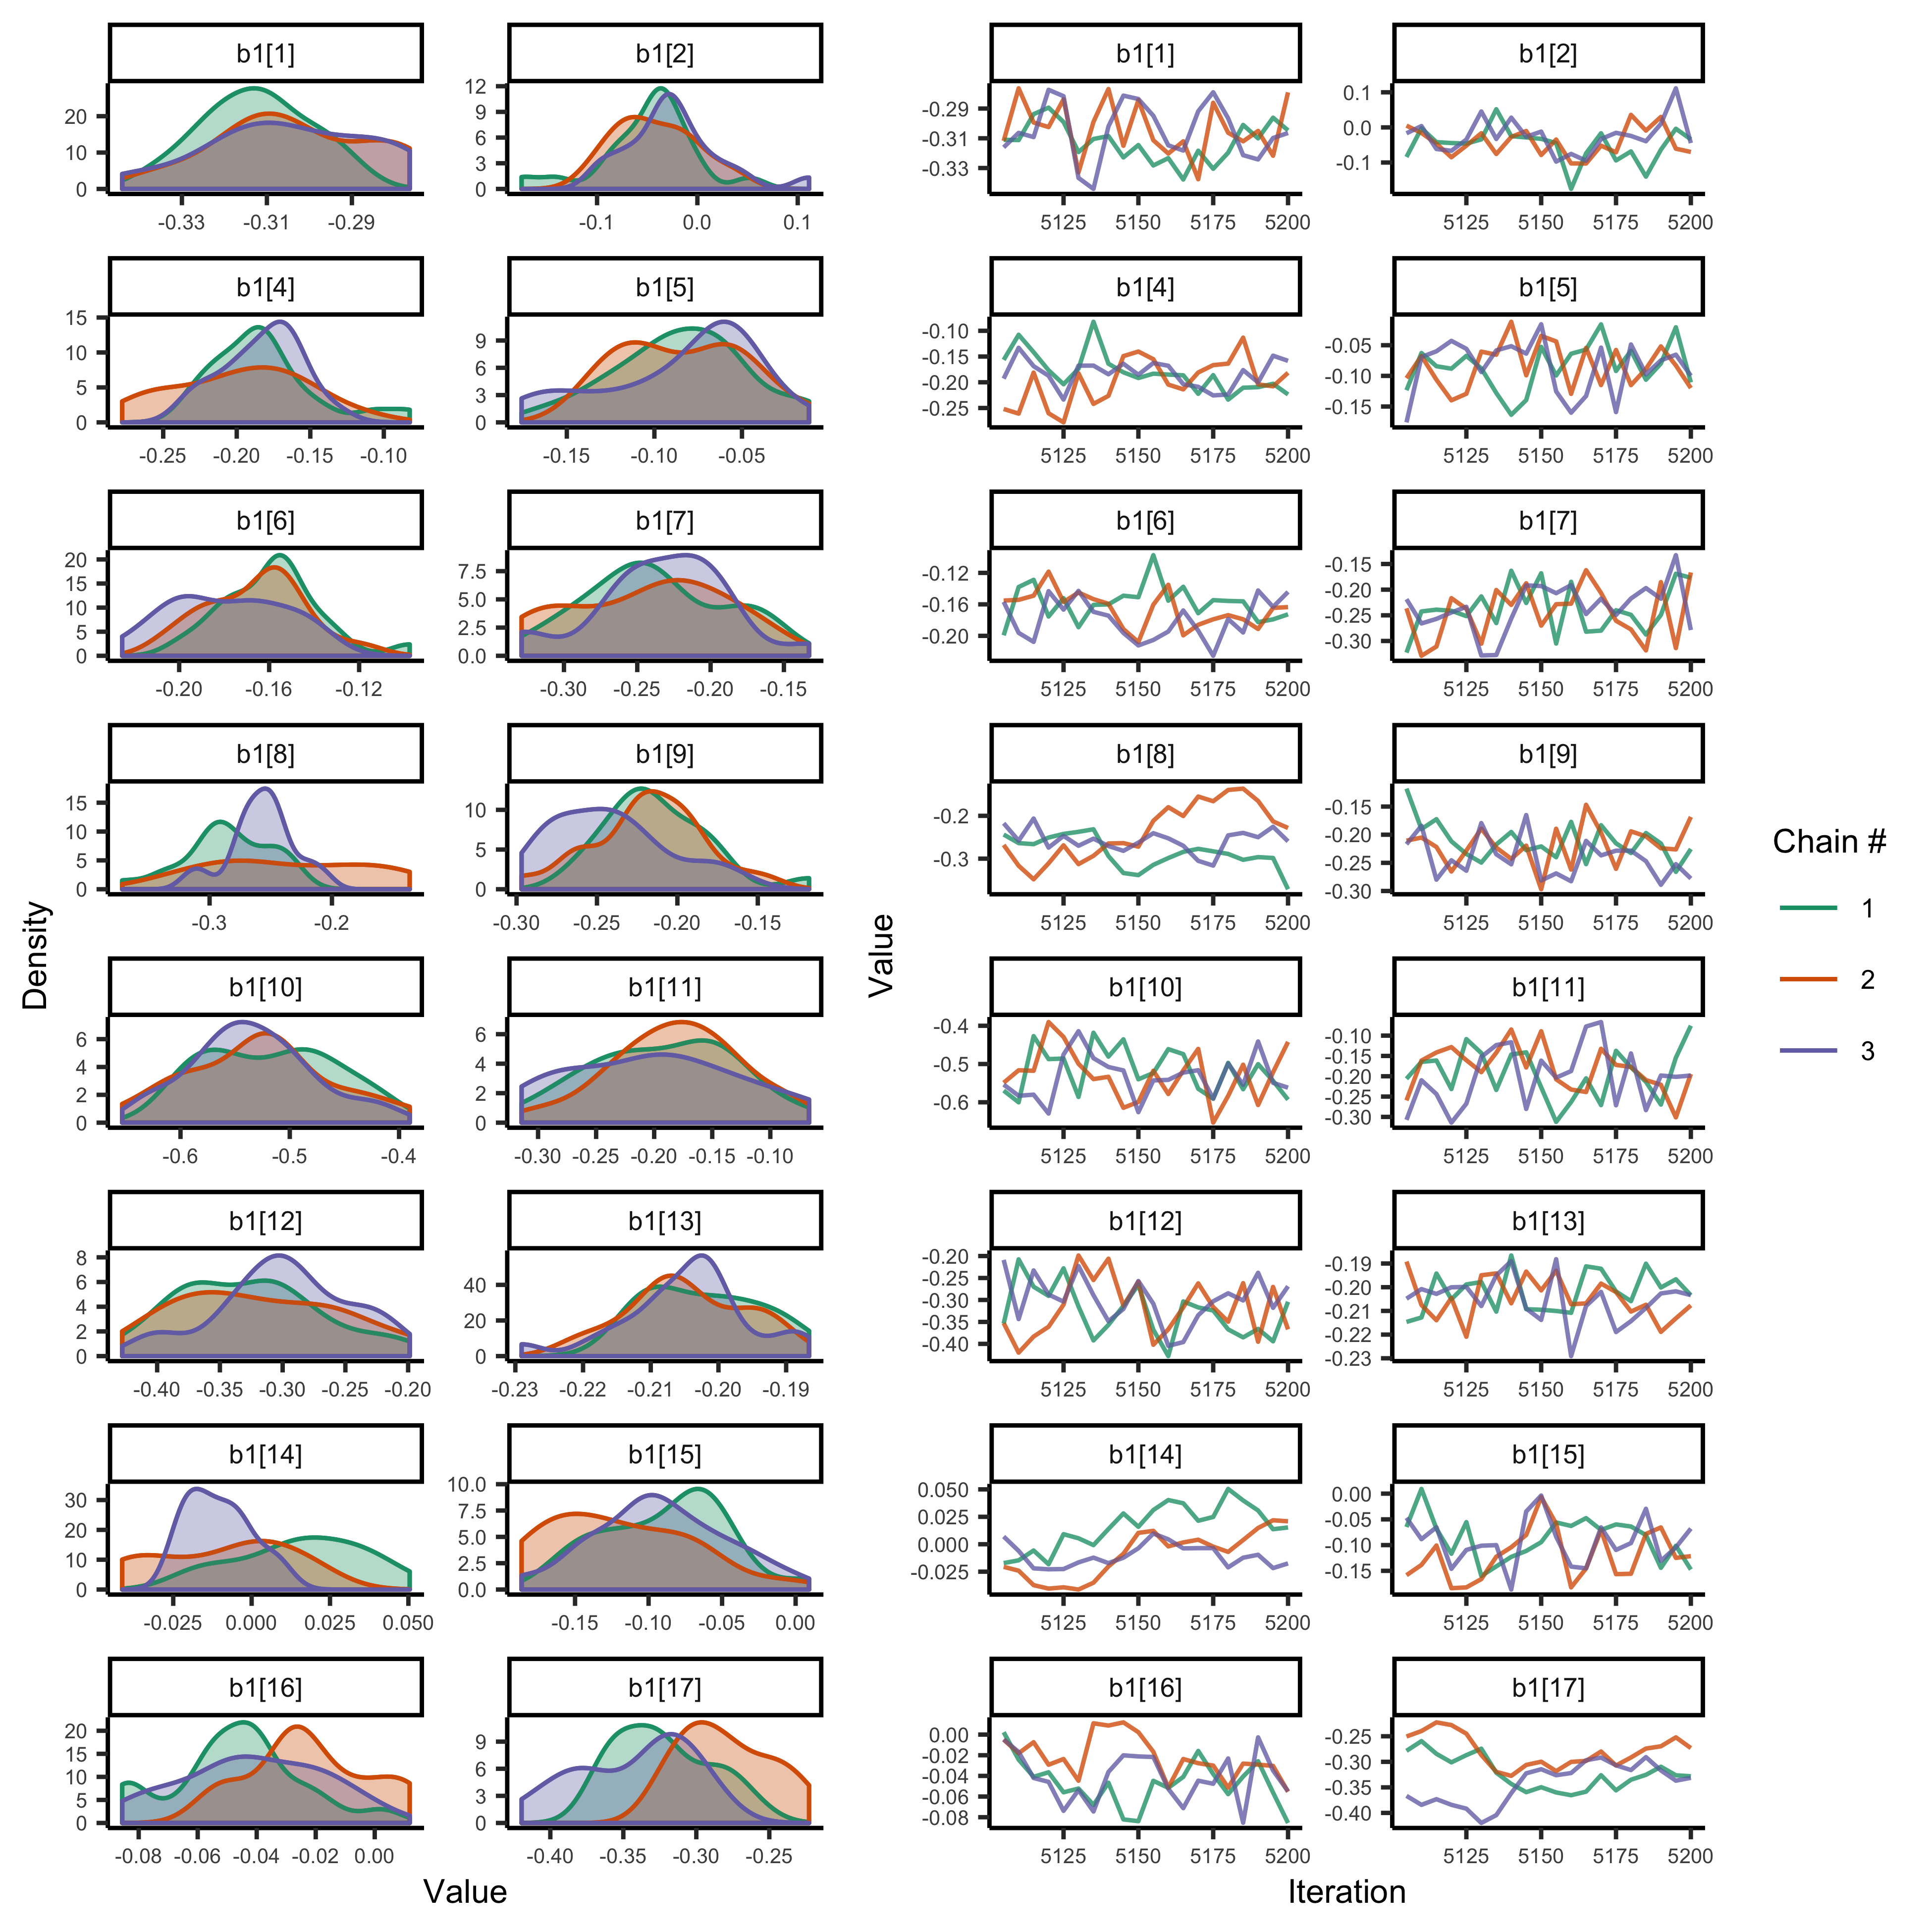 b1[1] b1[2] b1[1] b1[2]
20 10 0 12 9 6 3 0 -0.29 -0.31 -0.33 0.1 0.0 -0.1
-0.33 -0.31 -0.29 -0.1 0.0 0.1 5125 5150 5175 5200 5125 5150 5175 5200
b1[4] b1[5] b1[4] b1[5]
15 10 5 0 9 6 3 0 -0.10 -0.15 -0.20 -0.25 -0.05 -0.10 -0.15
-0.25 -0.20 -0.15 -0.10 -0.15 -0.10 -0.05 5125 5150 5175 5200 5125 5150 5175 5200
b1[6] b1[7] b1[6] b1[7]
20 15 10 5 0 7.5 5.0 2.5 0.0 -0.12 -0.16 -0.20 -0.15 -0.20 -0.25 -0.30
-0.20 -0.16 -0.12 -0.30 -0.25 -0.20 -0.15 5125 5150 5175 5200 5125 5150 5175 5200
b1[8] b1[9] b1[8] b1[9]
15 10 5 0 10 5 0 -0.2 -0.3 -0.15 -0.20 -0.25 -0.30
-0.3 -0.2 -0.30 -0.25 -0.20 -0.15 5125 5150 5175 5200 5125 5150 5175 5200
b1[10] b1[11] b1[10] b1[11]
6 4 2 0 6 4 2 0 -0.4 -0.5 -0.6 -0.10 -0.15 -0.20 -0.25 -0.30
-0.6 -0.5 -0.4 -0.30 -0.25 -0.20 -0.15 -0.10 5125 5150 5175 5200 5125 5150 5175 5200
b1[12] b1[13] b1[12] b1[13]
8 6 4 2 0 40 20 0 -0.20 -0.25 -0.30 -0.35 -0.40 -0.19 -0.20 -0.21 -0.22 -0.23
-0.40 -0.35 -0.30 -0.25 -0.20 -0.23 -0.22 -0.21 -0.20 -0.19 5125 5150 5175 5200 5125 5150 5175 5200
b1[14] b1[15] b1[14] b1[15]
30 20 10 0 10.0 7.5 5.0 2.5 0.0 0.050 0.025 0.000 -0.025 0.00 -0.05 -0.10 -0.15
-0.025 0.000 0.025 0.050 -0.15 -0.10 -0.05 0.00 5125 5150 5175 5200 5125 5150 5175 5200
b1[16] b1[17] b1[16] b1[17]
20 15 10 5 0 9 6 3 0 0.00 -0.02 -0.04 -0.06 -0.08 -0.25 -0.30 -0.35 -0.40
-0.08 -0.06 -0.04 -0.02 0.00 -0.40 -0.35 -0.30 -0.25 5125 5150 5175 5200 5125 5150 5175 5200
Density
Value
Value
Iteration
Chain #
1
2
3